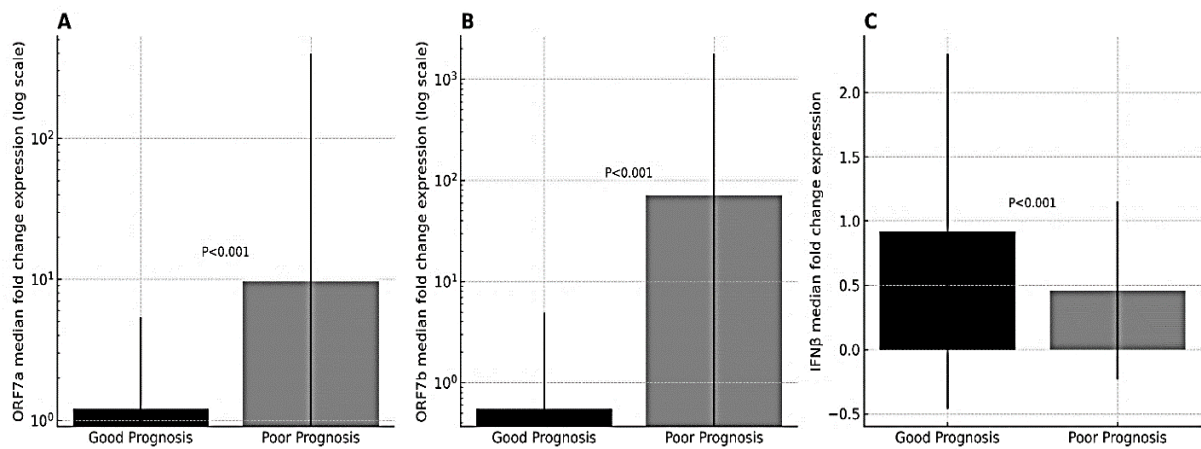 A
ORF7a median fold change expression (log scale)
10²
10¹
10⁰
P<0.001
Good Prognosis
Poor Prognosis
B
ORF7b median fold change expression (log scale)
10³
10²
10¹
10⁰
P<0.001
Good Prognosis
Poor Prognosis
C
IFNβ median fold change expression
2.0
1.5
1.0
0.5
0.0
−0.5
P<0.001
Good Prognosis
Poor Prognosis